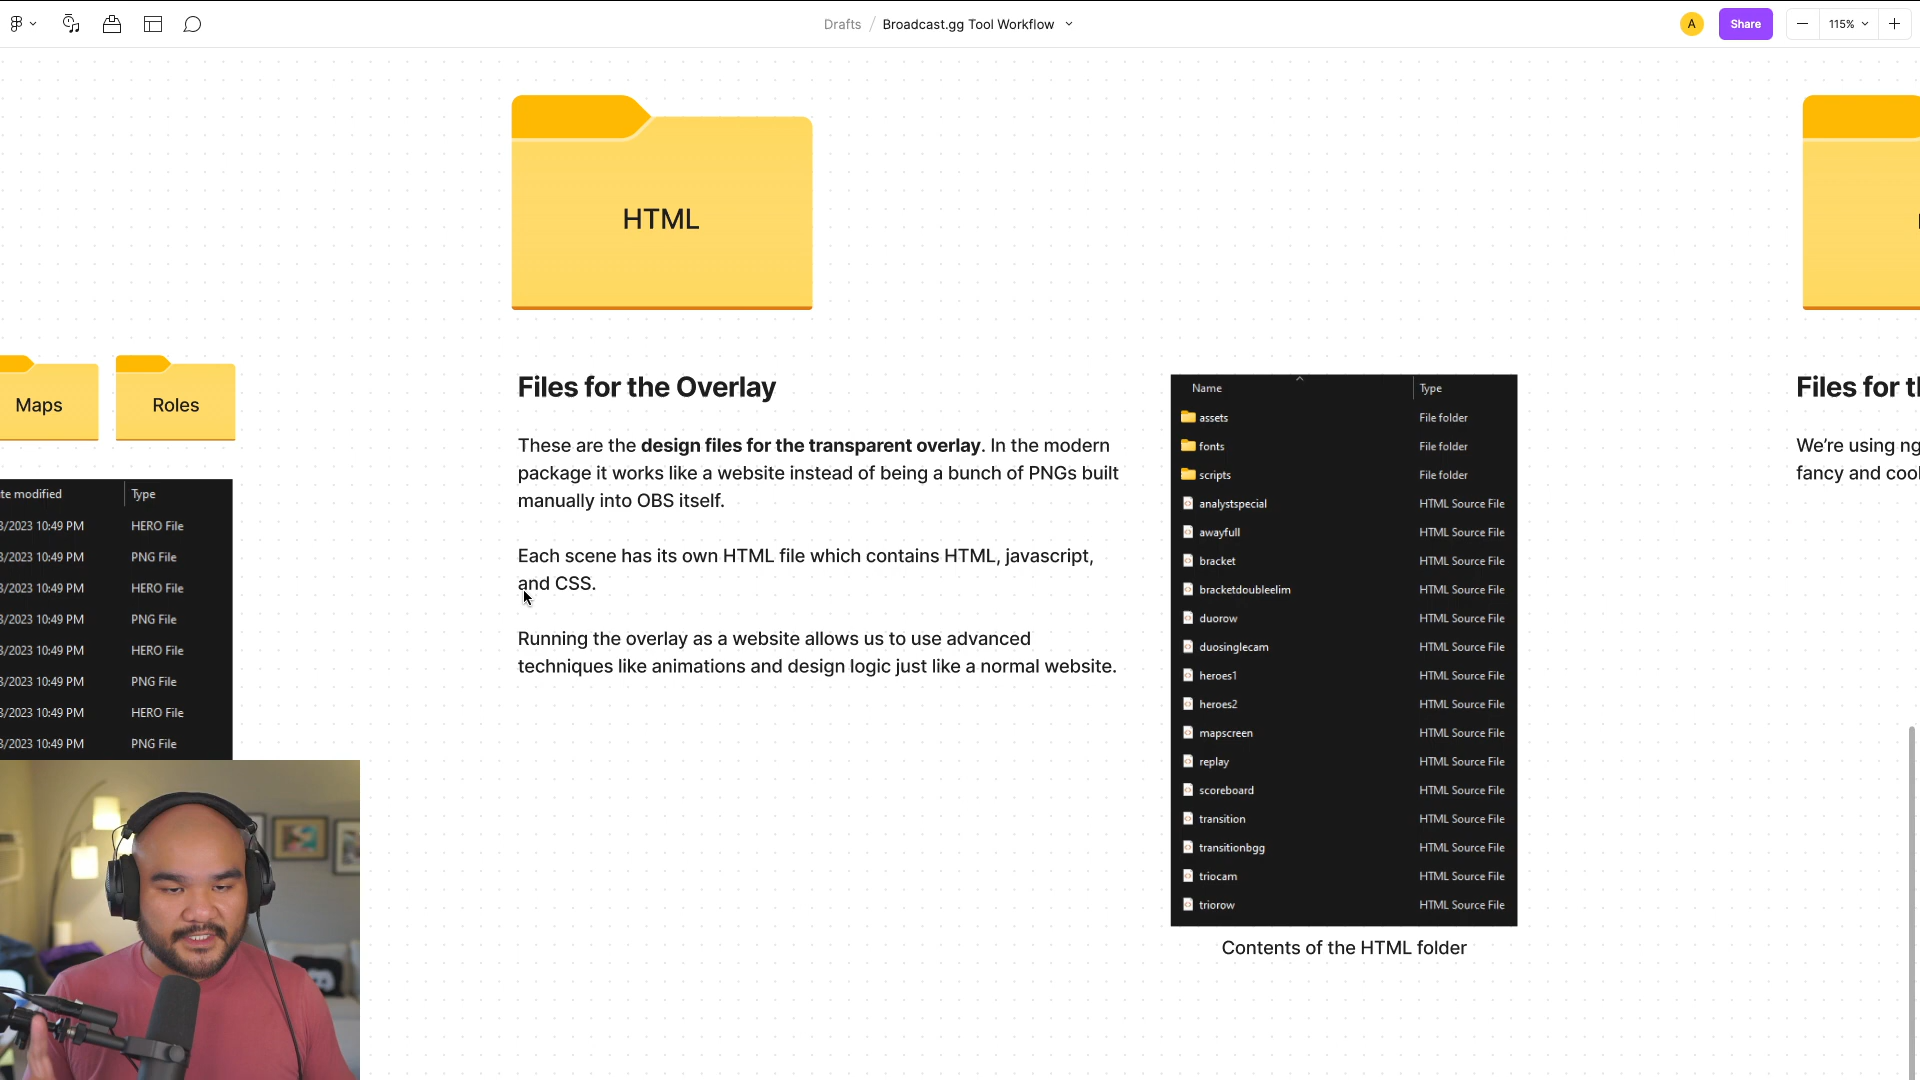 Drafts / Broadcast.gg Tool Workflow
A
Share
115%
HTML
Maps
Roles
Files for the Overlay
These are the design files for the transparent overlay. In the modern
package it works like a website instead of being a bunch of PNGs built
manually into OBS itself.
Each scene has its own HTML file which contains HTML, javascript,
and CSS.
Running the overlay as a website allows us to use advanced
techniques like animations and design logic just like a normal website.
te modified Type
3/2023 10:49 PM HERO File
3/2023 10:49 PM PNG File
3/2023 10:49 PM HERO File
3/2023 10:49 PM PNG File
3/2023 10:49 PM HERO File
3/2023 10:49 PM PNG File
3/2023 10:49 PM HERO File
3/2023 10:49 PM PNG File
Name Type
assets File folder
fonts File folder
scripts File folder
analystspecial HTML Source File
awayfull HTML Source File
bracket HTML Source File
bracketdoubleelim HTML Source File
duorow HTML Source File
duosinglecam HTML Source File
heroes1 HTML Source File
heroes2 HTML Source File
mapscreen HTML Source File
replay HTML Source File
scoreboard HTML Source File
transition HTML Source File
transitionbgg HTML Source File
triocam HTML Source File
triorow HTML Source File
Contents of the HTML folder
Files for t
We’re using ng
fancy and cool